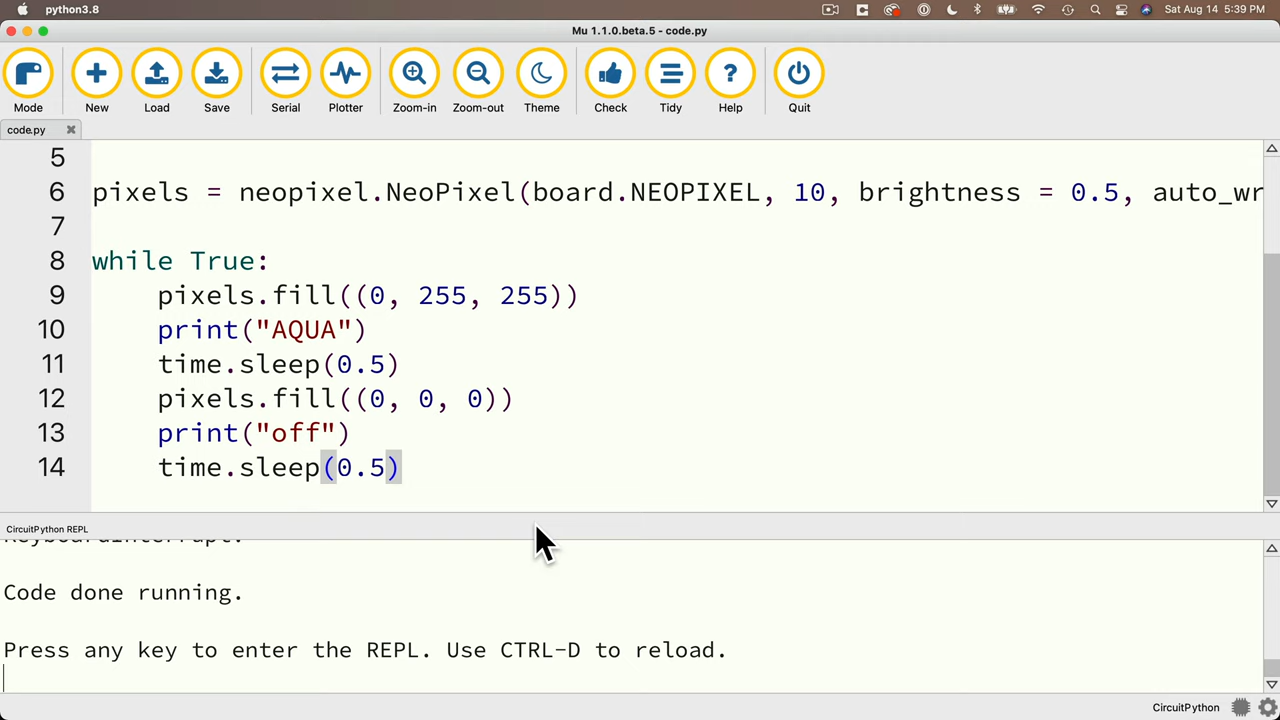 python3.8
Sat Aug 14 5:39 PM
Mu 1.1.0.beta.5 - code.py
Mode New Load Save Serial Plotter Zoom-in Zoom-out Theme Check Tidy Help Quit
code.py
5
6 pixels = neopixel.NeoPixel(board.NEOPIXEL, 10, brightness = 0.5, auto_wr
7
8 while True:
9 pixels.fill((0, 255, 255))
10 print("AQUA")
11 time.sleep(0.5)
12 pixels.fill((0, 0, 0))
13 print("off")
14 time.sleep(0.5)
CircuitPython REPL
KeyboardInterrupt:
Code done running.
Press any key to enter the REPL. Use CTRL-D to reload.
CircuitPython